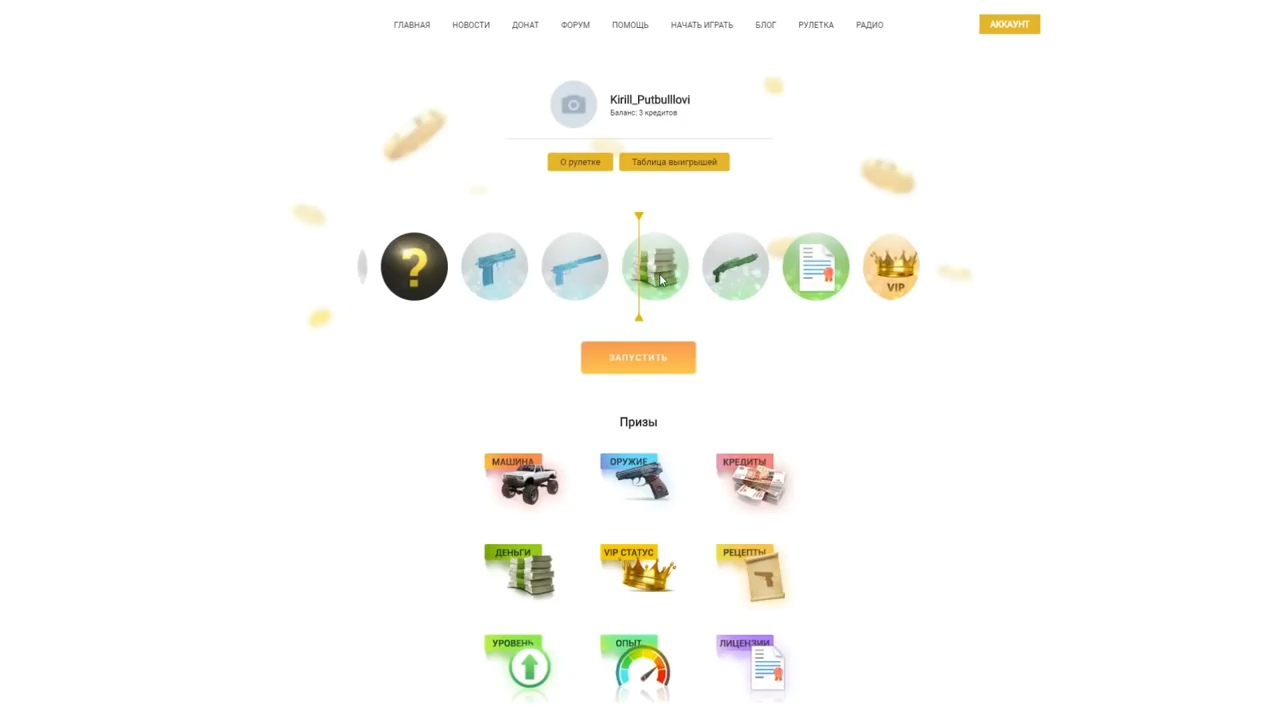 ГЛАВНАЯ НОВОСТИ ДОНАТ ФОРУМ ПОМОЩЬ НАЧАТЬ ИГРАТЬ БЛОГ РУЛЕТКА РАДИО АККАУНТ
Kirill_Putbulllovi
Баланс: 3 кредитов
О рулетке Таблица выигрышей
?
VIP
ЗАПУСТИТЬ
Призы
МАШИНА ОРУЖИЕ КРЕДИТЫ
ДЕНЬГИ VIP СТАТУС РЕЦЕПТЫ
УРОВЕНЬ ОПЫТ ЛИЦЕНЗИИ